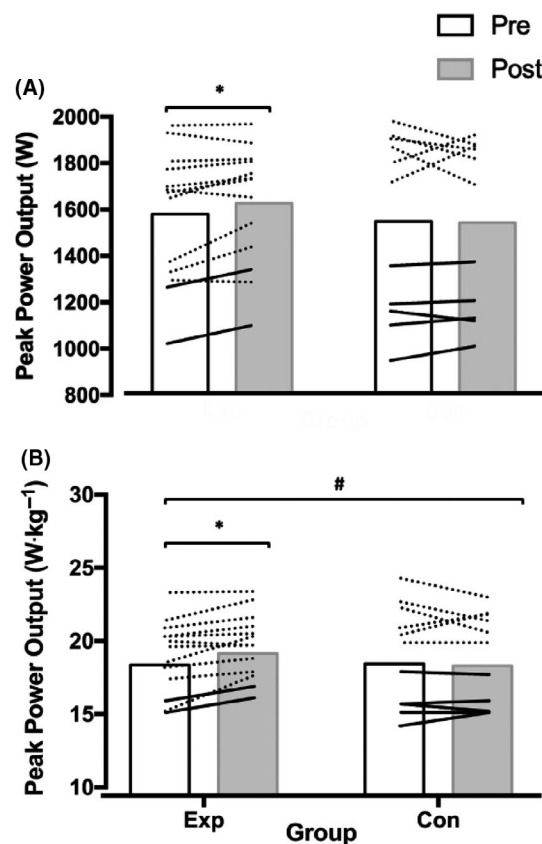 Pre
Post
(A)
*
2000
1800
1600
1400
1200
1000
800
Peak Power Output (W)
(B)
#
*
30
25
20
15
10
Peak Power Output (W·kg⁻¹)
Exp
Con
Group